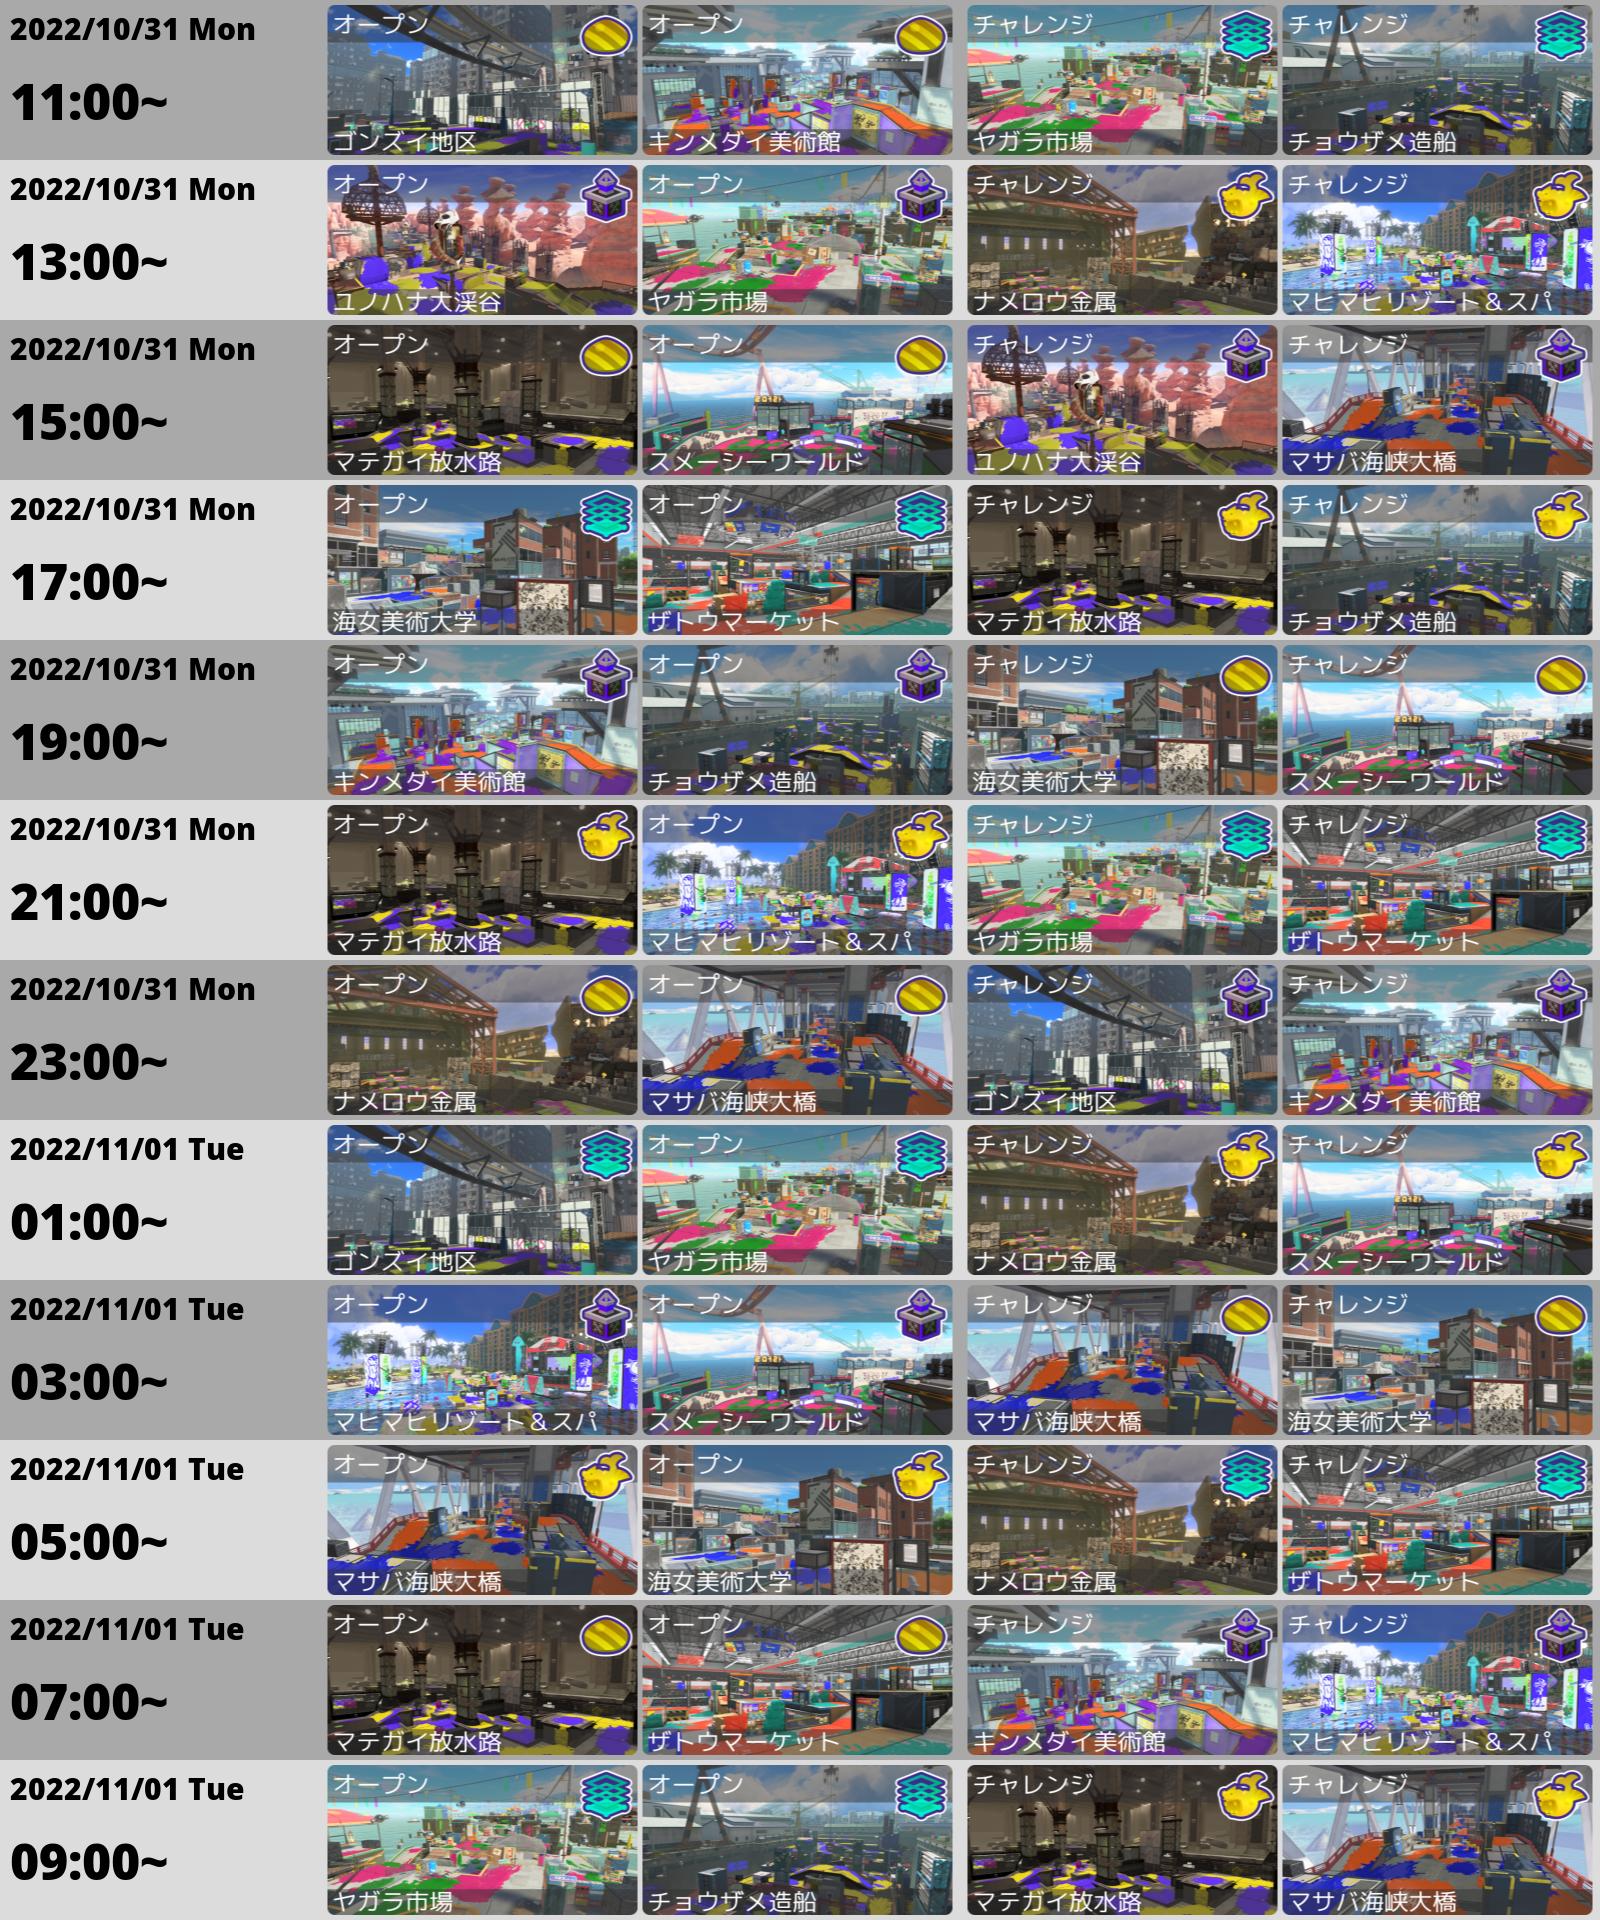 2022/10/31 Mon
11:00~
オープン
ゴンズイ地区
オープン
キンメダイ美術館
チャレンジ
ヤガラ市場
チャレンジ
チョウザメ造船
2022/10/31 Mon
13:00~
オープン
ユノハナ大渓谷
オープン
ヤガラ市場
チャレンジ
ナメロウ金属
チャレンジ
マヒマヒリゾート＆スパ
2022/10/31 Mon
15:00~
オープン
マテガイ放水路
オープン
スメーシーワールド
チャレンジ
ユノハナ大渓谷
チャレンジ
マサバ海峡大橋
2022/10/31 Mon
17:00~
オープン
海女美術大学
オープン
ザトウマーケット
チャレンジ
マテガイ放水路
チャレンジ
チョウザメ造船
2022/10/31 Mon
19:00~
オープン
キンメダイ美術館
オープン
チョウザメ造船
チャレンジ
海女美術大学
チャレンジ
スメーシーワールド
2022/10/31 Mon
21:00~
オープン
マテガイ放水路
オープン
マヒマヒリゾート＆スパ
チャレンジ
ヤガラ市場
チャレンジ
ザトウマーケット
2022/10/31 Mon
23:00~
オープン
ナメロウ金属
オープン
マサバ海峡大橋
チャレンジ
ゴンズイ地区
チャレンジ
キンメダイ美術館
2022/11/01 Tue
01:00~
オープン
ゴンズイ地区
オープン
ヤガラ市場
チャレンジ
ナメロウ金属
チャレンジ
スメーシーワールド
2022/11/01 Tue
03:00~
オープン
マヒマヒリゾート＆スパ
オープン
スメーシーワールド
チャレンジ
マサバ海峡大橋
チャレンジ
海女美術大学
2022/11/01 Tue
05:00~
オープン
マサバ海峡大橋
オープン
海女美術大学
チャレンジ
ナメロウ金属
チャレンジ
ザトウマーケット
2022/11/01 Tue
07:00~
オープン
マテガイ放水路
オープン
ザトウマーケット
チャレンジ
キンメダイ美術館
チャレンジ
マヒマヒリゾート＆スパ
2022/11/01 Tue
09:00~
オープン
ヤガラ市場
オープン
チョウザメ造船
チャレンジ
マテガイ放水路
チャレンジ
マサバ海峡大橋